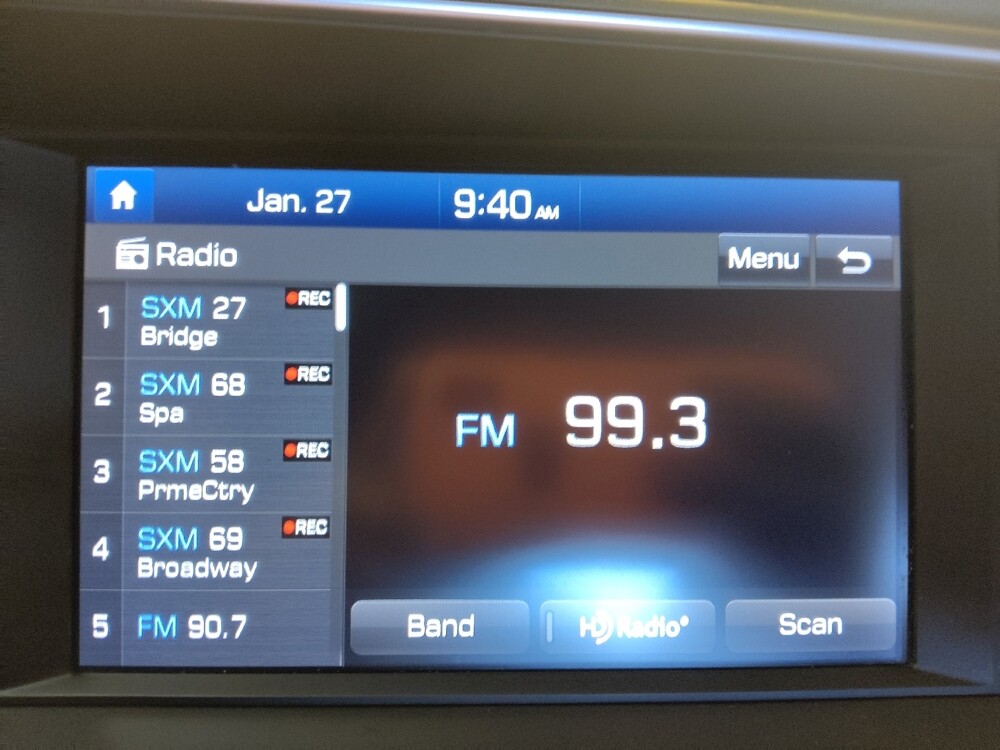 Jan. 27 9:40 AM
Radio
Menu
1 SXM 27 REC
Bridge
2 SXM 68 REC
Spa
3 SXM 58 REC
PrmeCtry
4 SXM 69 REC
Broadway
5 FM 90.7
FM 99.3
Band HD Radio® Scan